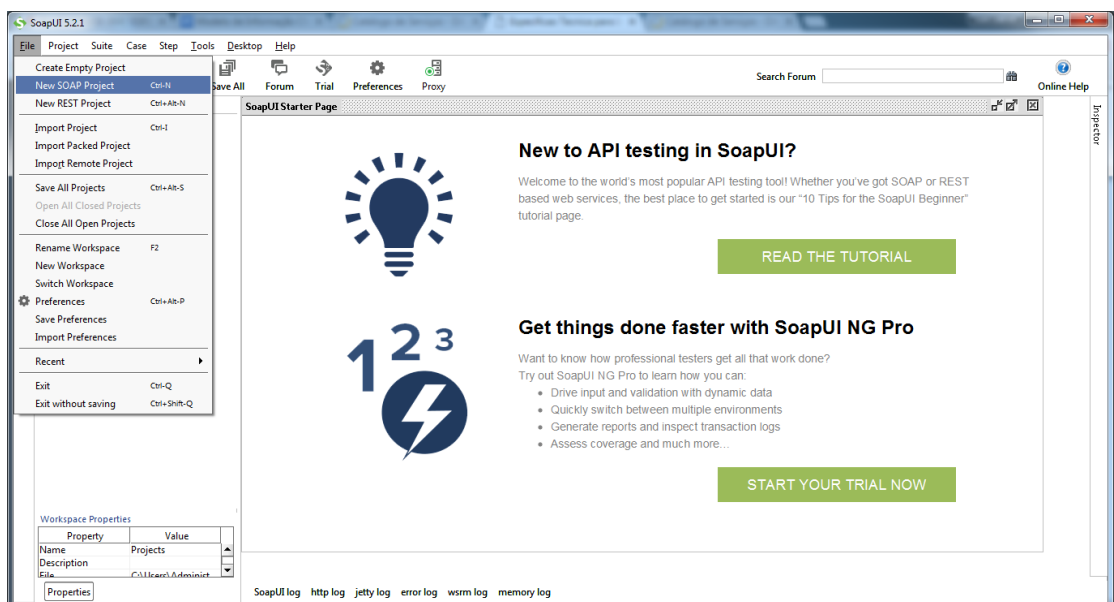 SoapUI 5.2.1
File Project Suite Case Step Tools Desktop Help
Create Empty Project
New SOAP Project Ctrl-N
New REST Project Ctrl+Alt-N
Import Project Ctrl-I
Import Packed Project
Import Remote Project
Save All Projects Ctrl+Alt-S
Open All Closed Projects
Close All Open Projects
Rename Workspace F2
New Workspace
Switch Workspace
Preferences Ctrl+Alt-P
Save Preferences
Import Preferences
Recent
Exit Ctrl-Q
Exit without saving Ctrl+Shift-Q
Save All Forum Trial Preferences Proxy
Search Forum
Online Help
SoapUI Starter Page
Inspector
New to API testing in SoapUI?
Welcome to the world's most popular API testing tool! Whether you've got SOAP or REST
based web services, the best place to get started is our "10 Tips for the SoapUI Beginner"
tutorial page.
READ THE TUTORIAL
1 2 3
Get things done faster with SoapUI NG Pro
Want to know how professional testers get all that work done?
Try out SoapUI NG Pro to learn how you can:
• Drive input and validation with dynamic data
• Quickly switch between multiple environments
• Generate reports and inspect transaction logs
• Assess coverage and much more...
START YOUR TRIAL NOW
Workspace Properties
Property Value
Name Projects
Description
File C:\Users\Administ
Properties
SoapUI log http log jetty log error log wsrm log memory log